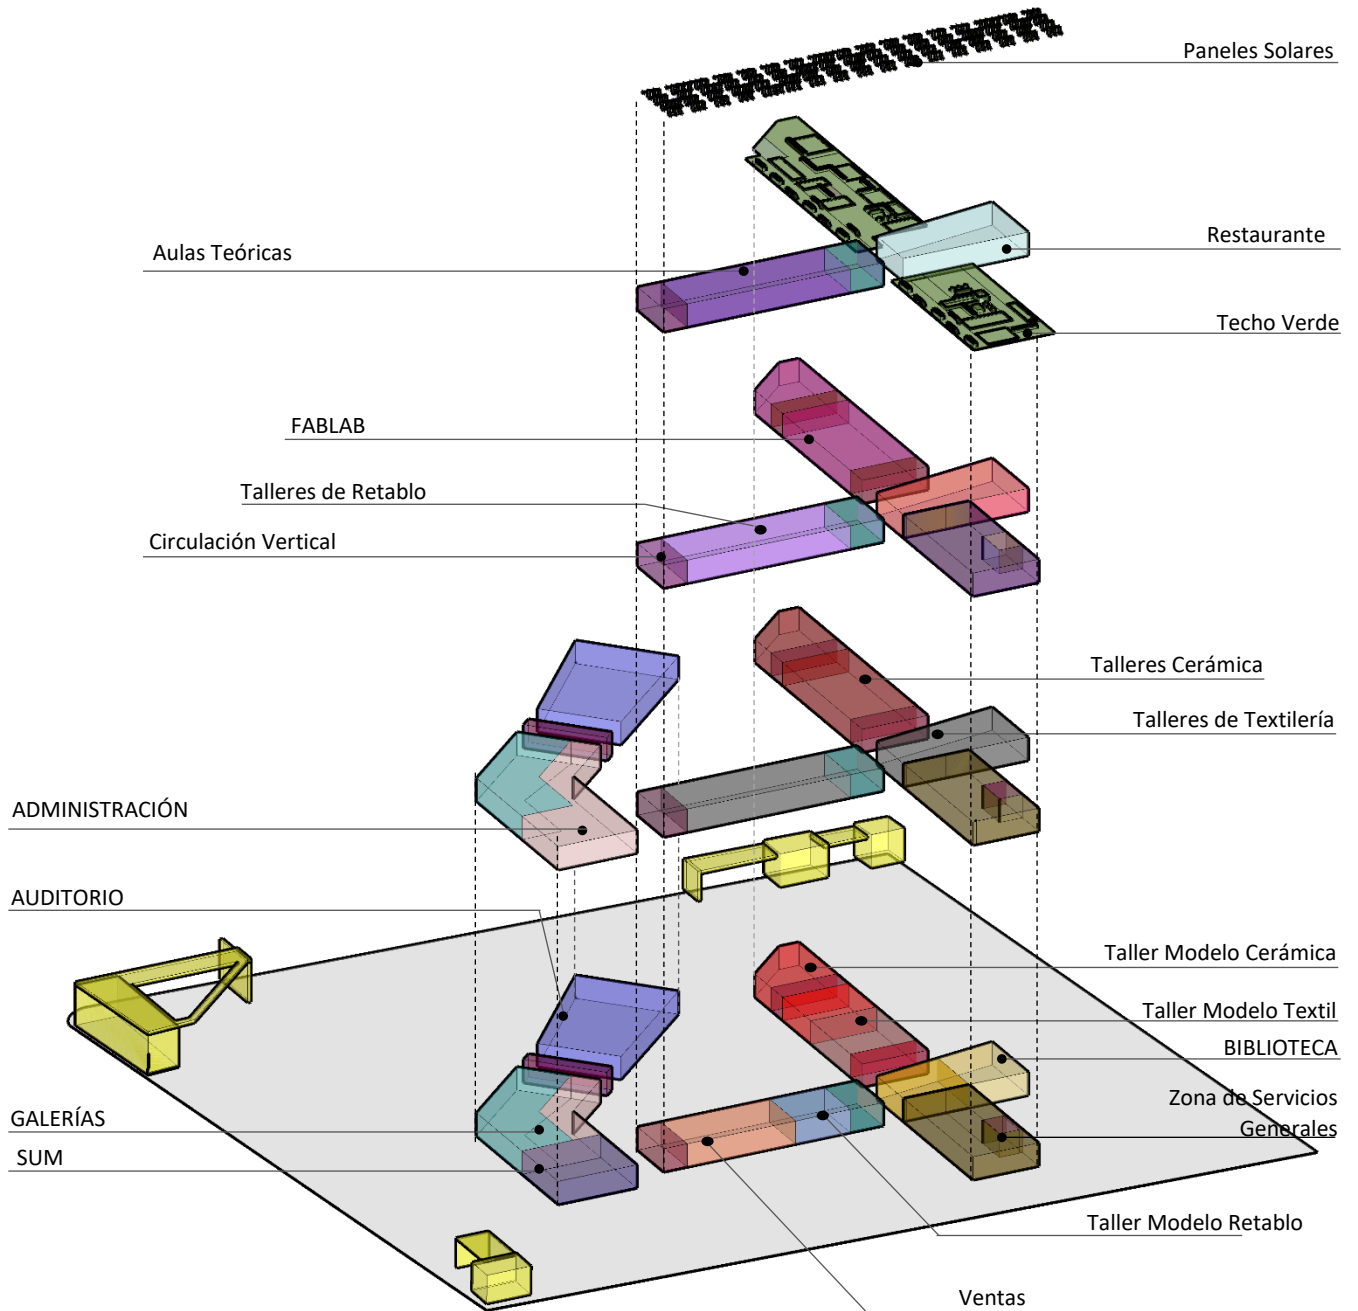 Paneles Solares
Restaurante
Aulas Teóricas
Techo Verde
FABLAB
Talleres de Retablo
Circulación Vertical
Talleres Cerámica
Talleres de Textilería
ADMINISTRACIÓN
AUDITORIO
Taller Modelo Cerámica
Taller Modelo Textil
BIBLIOTECA
Zona de Servicios
Generales
GALERÍAS
SUM
Taller Modelo Retablo
Ventas